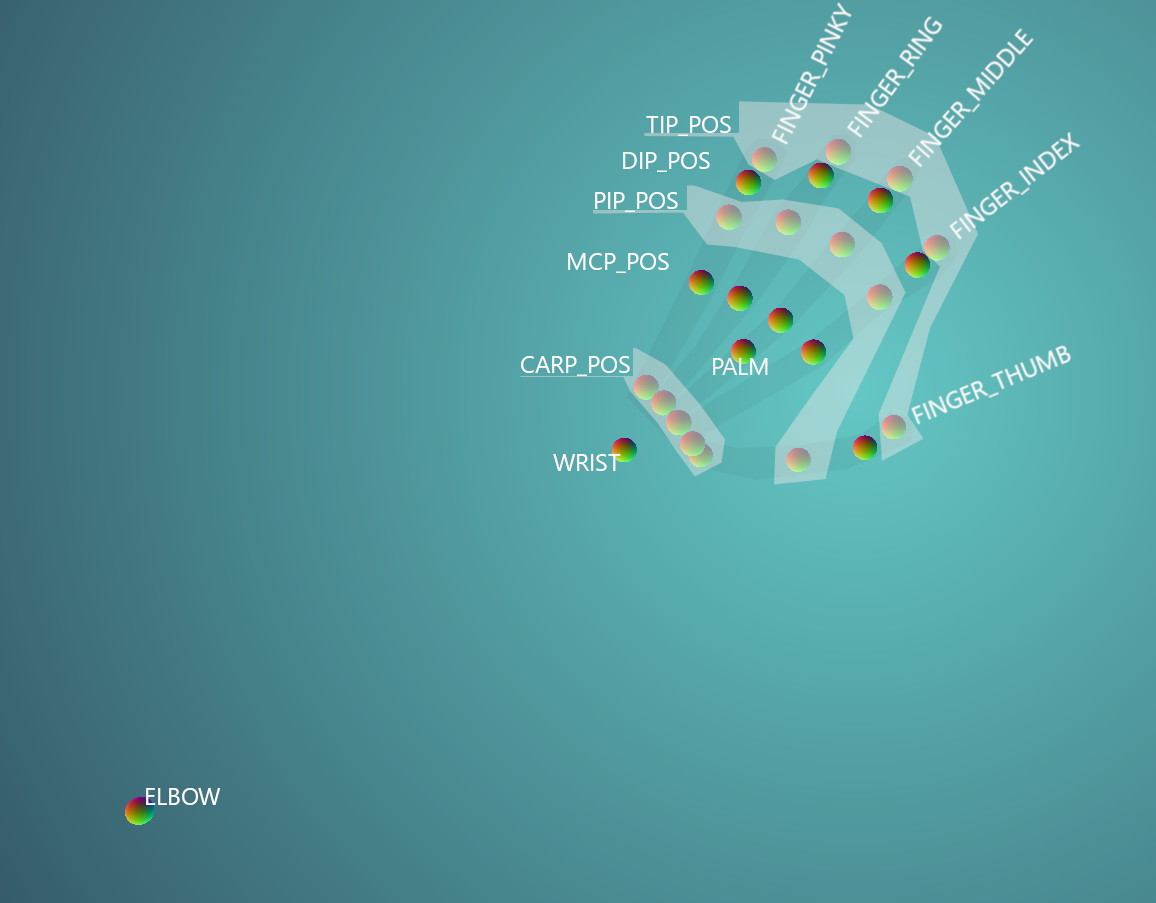 FINGER_PINKY
FINGER_RING
FINGER_MIDDLE
FINGER_INDEX
TIP_POS
DIP_POS
PIP_POS
MCP_POS
CARP_POS
PALM
FINGER_THUMB
WRIST
ELBOW